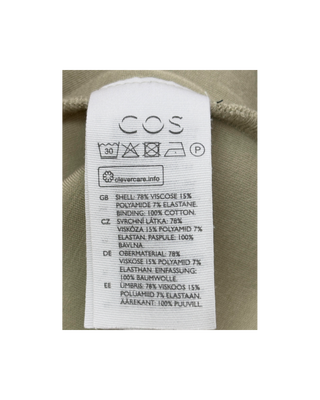 COS
30 P
clevercare.info
GB SHELL: 78% VISCOSE 15%
POLYAMIDE 7% ELASTANE.
BINDING: 100% COTTON.
CZ SVRCHNÍ LÁTKA: 78%
VISKÓZA 15% POLYAMID 7%
ELASTAN. PASPULE: 100%
BAVLNA.
DE OBERMATERIAL: 78%
VISKOSE 15% POLYAMID 7%
ELASTHAN. EINFASSUNG:
100% BAUMWOLLE.
EE ÜMBRIS: 78% VISKOOS 15%
POLÜAMIID 7% ELASTAAN.
ÄÄREKANT: 100% PUUVILL.